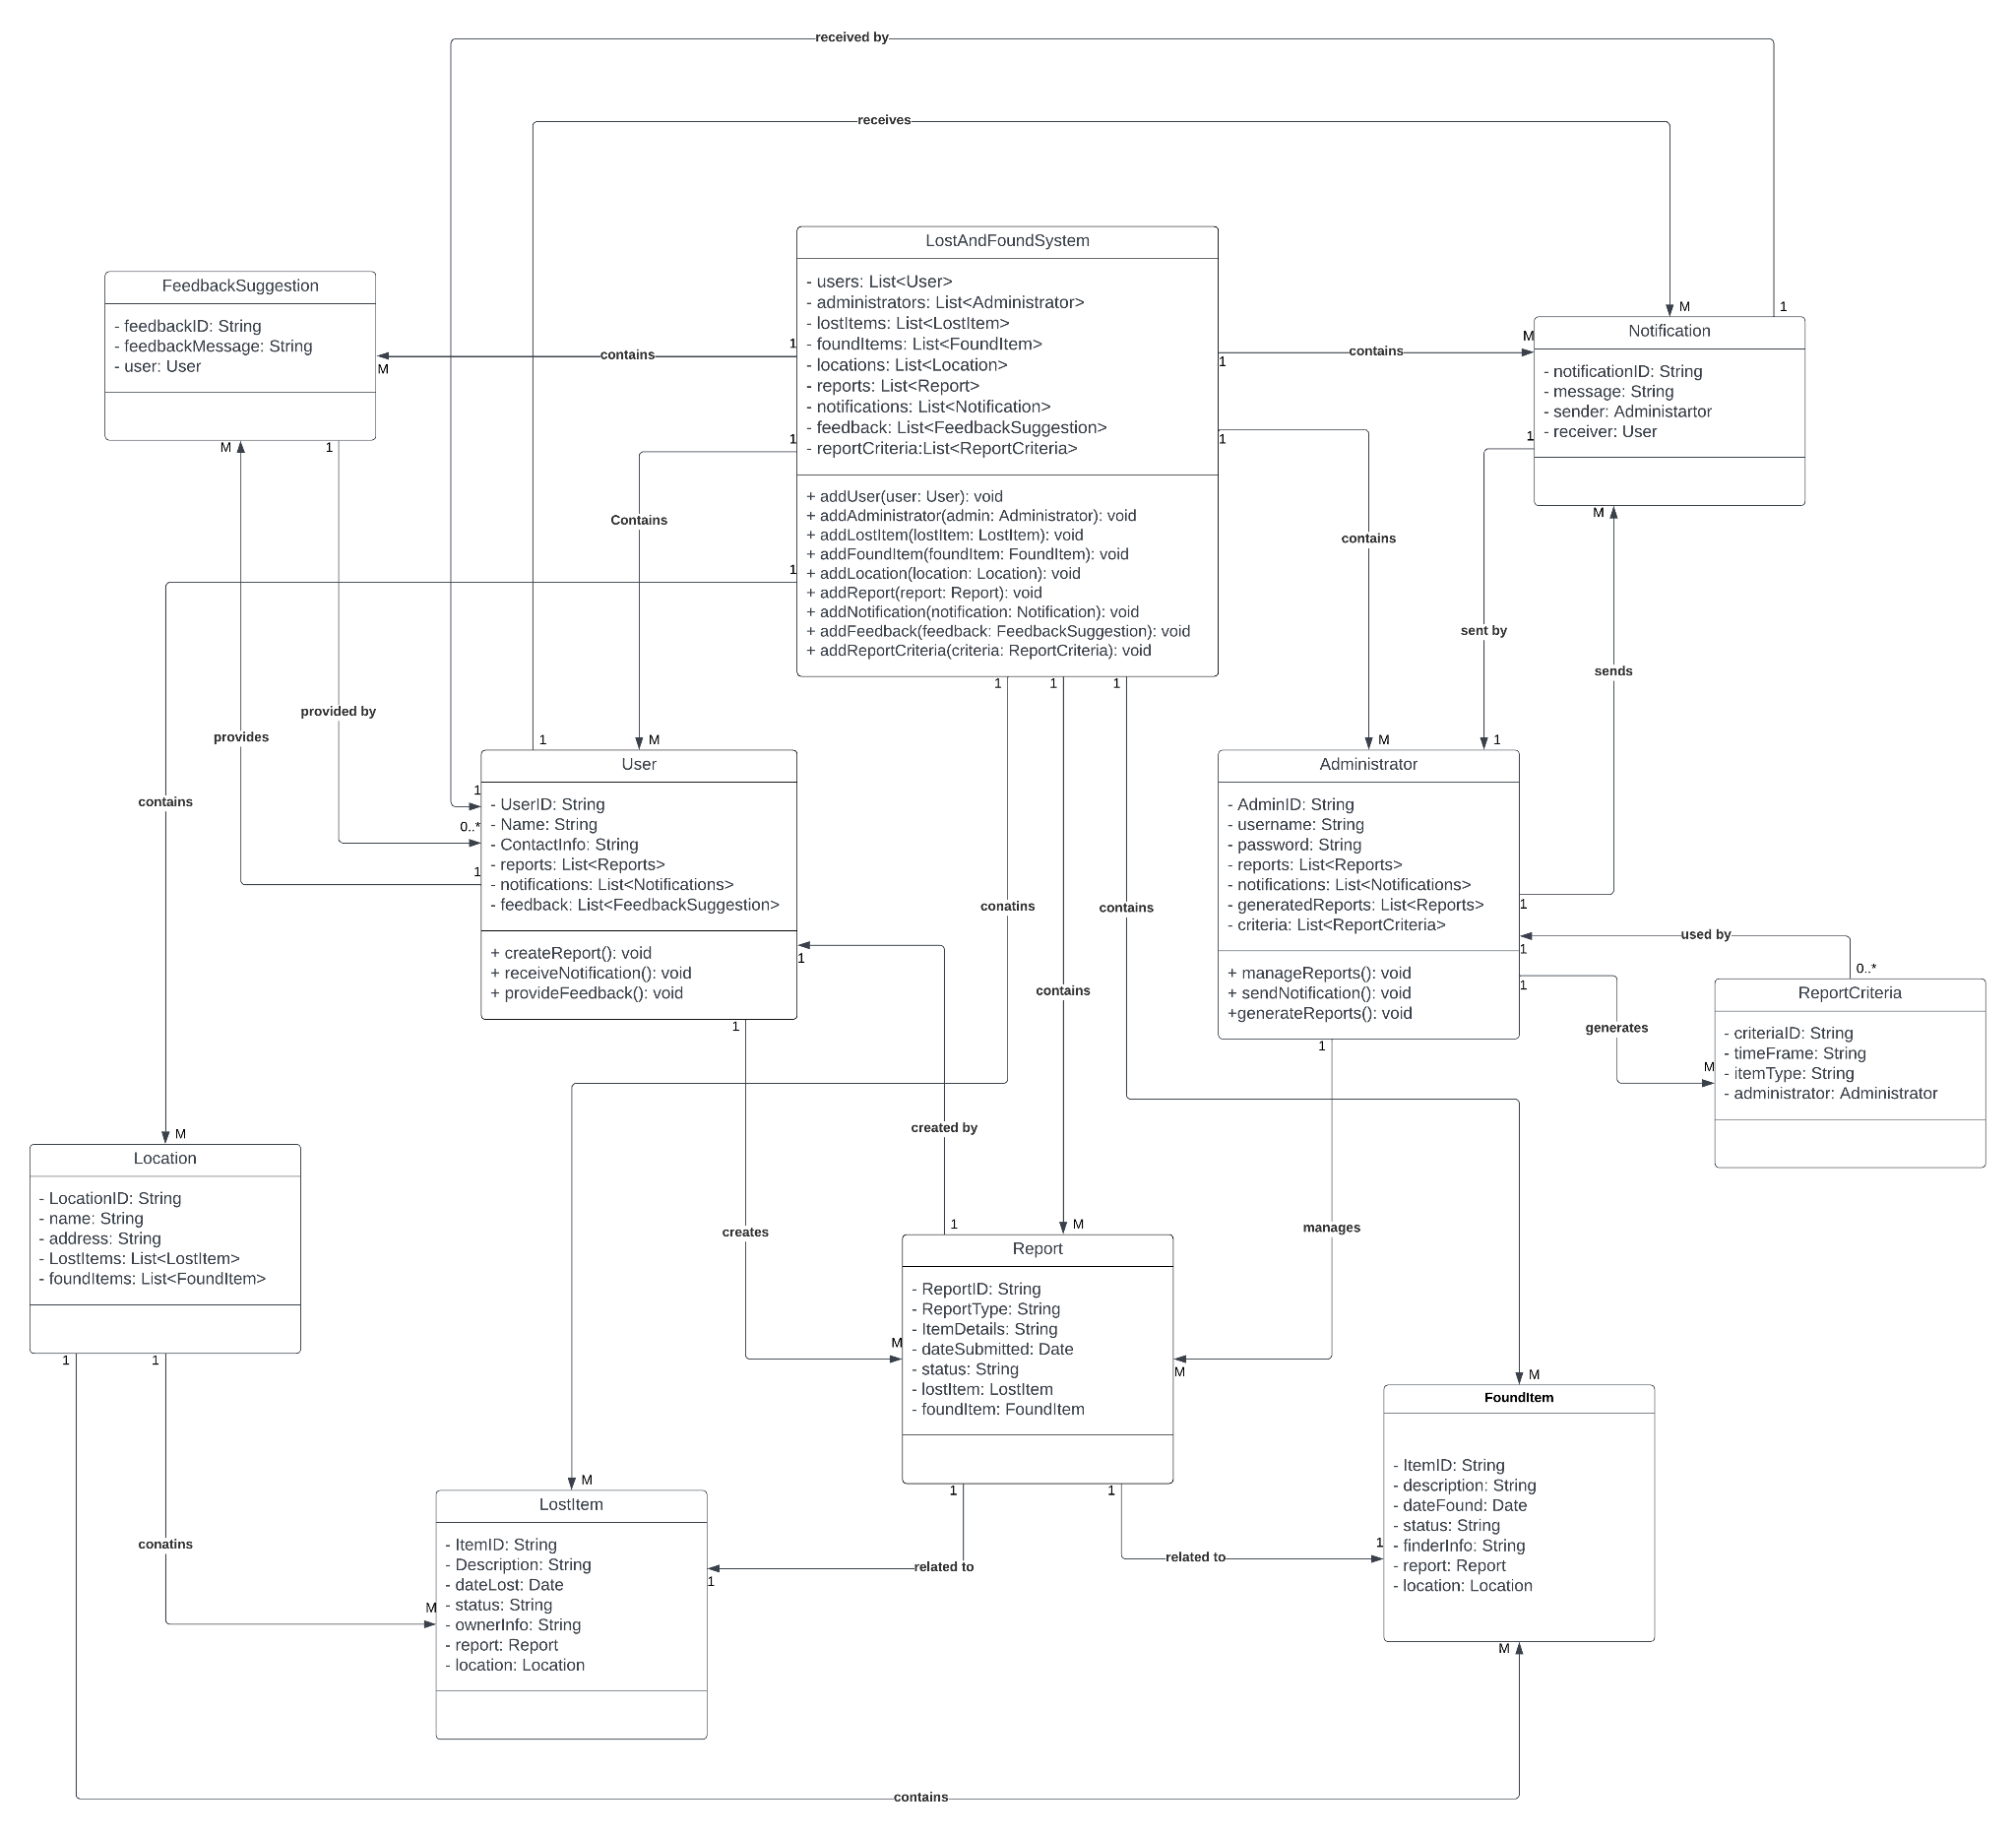 received by
receives
LostAndFoundSystem
- users: List<User>
- administrators: List<Administrator>
- lostItems: List<LostItem>
- foundItems: List<FoundItem>
- locations: List<Location>
- reports: List<Report>
- notifications: List<Notification>
- feedback: List<FeedbackSuggestion>
- reportCriteria:List<ReportCriteria>
+ addUser(user: User): void
+ addAdministrator(admin: Administrator): void
+ addLostItem(lostItem: LostItem): void
+ addFoundItem(foundItem: FoundItem): void
+ addLocation(location: Location): void
+ addReport(report: Report): void
+ addNotification(notification: Notification): void
+ addFeedback(feedback: FeedbackSuggestion): void
+ addReportCriteria(criteria: ReportCriteria): void
1
1
1
1
1
1
1
1
FeedbackSuggestion
- feedbackID: String
- feedbackMessage: String
- user: User
M
M
1
contains
M
1
Notification
- notificationID: String
- message: String
- sender: Administartor
- receiver: User
M
1
M
contains
Contains
contains
sent by
sends
provided by
provides
contains
1
M
User
- UserID: String
- Name: String
- ContactInfo: String
- reports: List<Reports>
- notifications: List<Notifications>
- feedback: List<FeedbackSuggestion>
+ createReport(): void
+ receiveNotification(): void
+ provideFeedback(): void
1
0..*
1
1
1
M
1
Administrator
- AdminID: String
- username: String
- password: String
- reports: List<Reports>
- notifications: List<Notifications>
- generatedReports: List<Reports>
- criteria: List<ReportCriteria>
+ manageReports(): void
+ sendNotification(): void
+generateReports(): void
1
1
1
1
conatins
contains
contains
used by
0..*
ReportCriteria
- criteriaID: String
- timeFrame: String
- itemType: String
- administrator: Administrator
generates
M
created by
M
Location
- LocationID: String
- name: String
- address: String
- LostItems: List<LostItem>
- foundItems: List<FoundItem>
1
1
creates
manages
1
M
Report
- ReportID: String
- ReportType: String
- ItemDetails: String
- dateSubmitted: Date
- status: String
- lostItem: LostItem
- foundItem: FoundItem
M
M
1
1
M
FoundItem
- ItemID: String
- description: String
- dateFound: Date
- status: String
- finderInfo: String
- report: Report
- location: Location
1
M
M
LostItem
- ItemID: String
- Description: String
- dateLost: Date
- status: String
- ownerInfo: String
- report: Report
- location: Location
M
1
conatins
related to
related to
contains